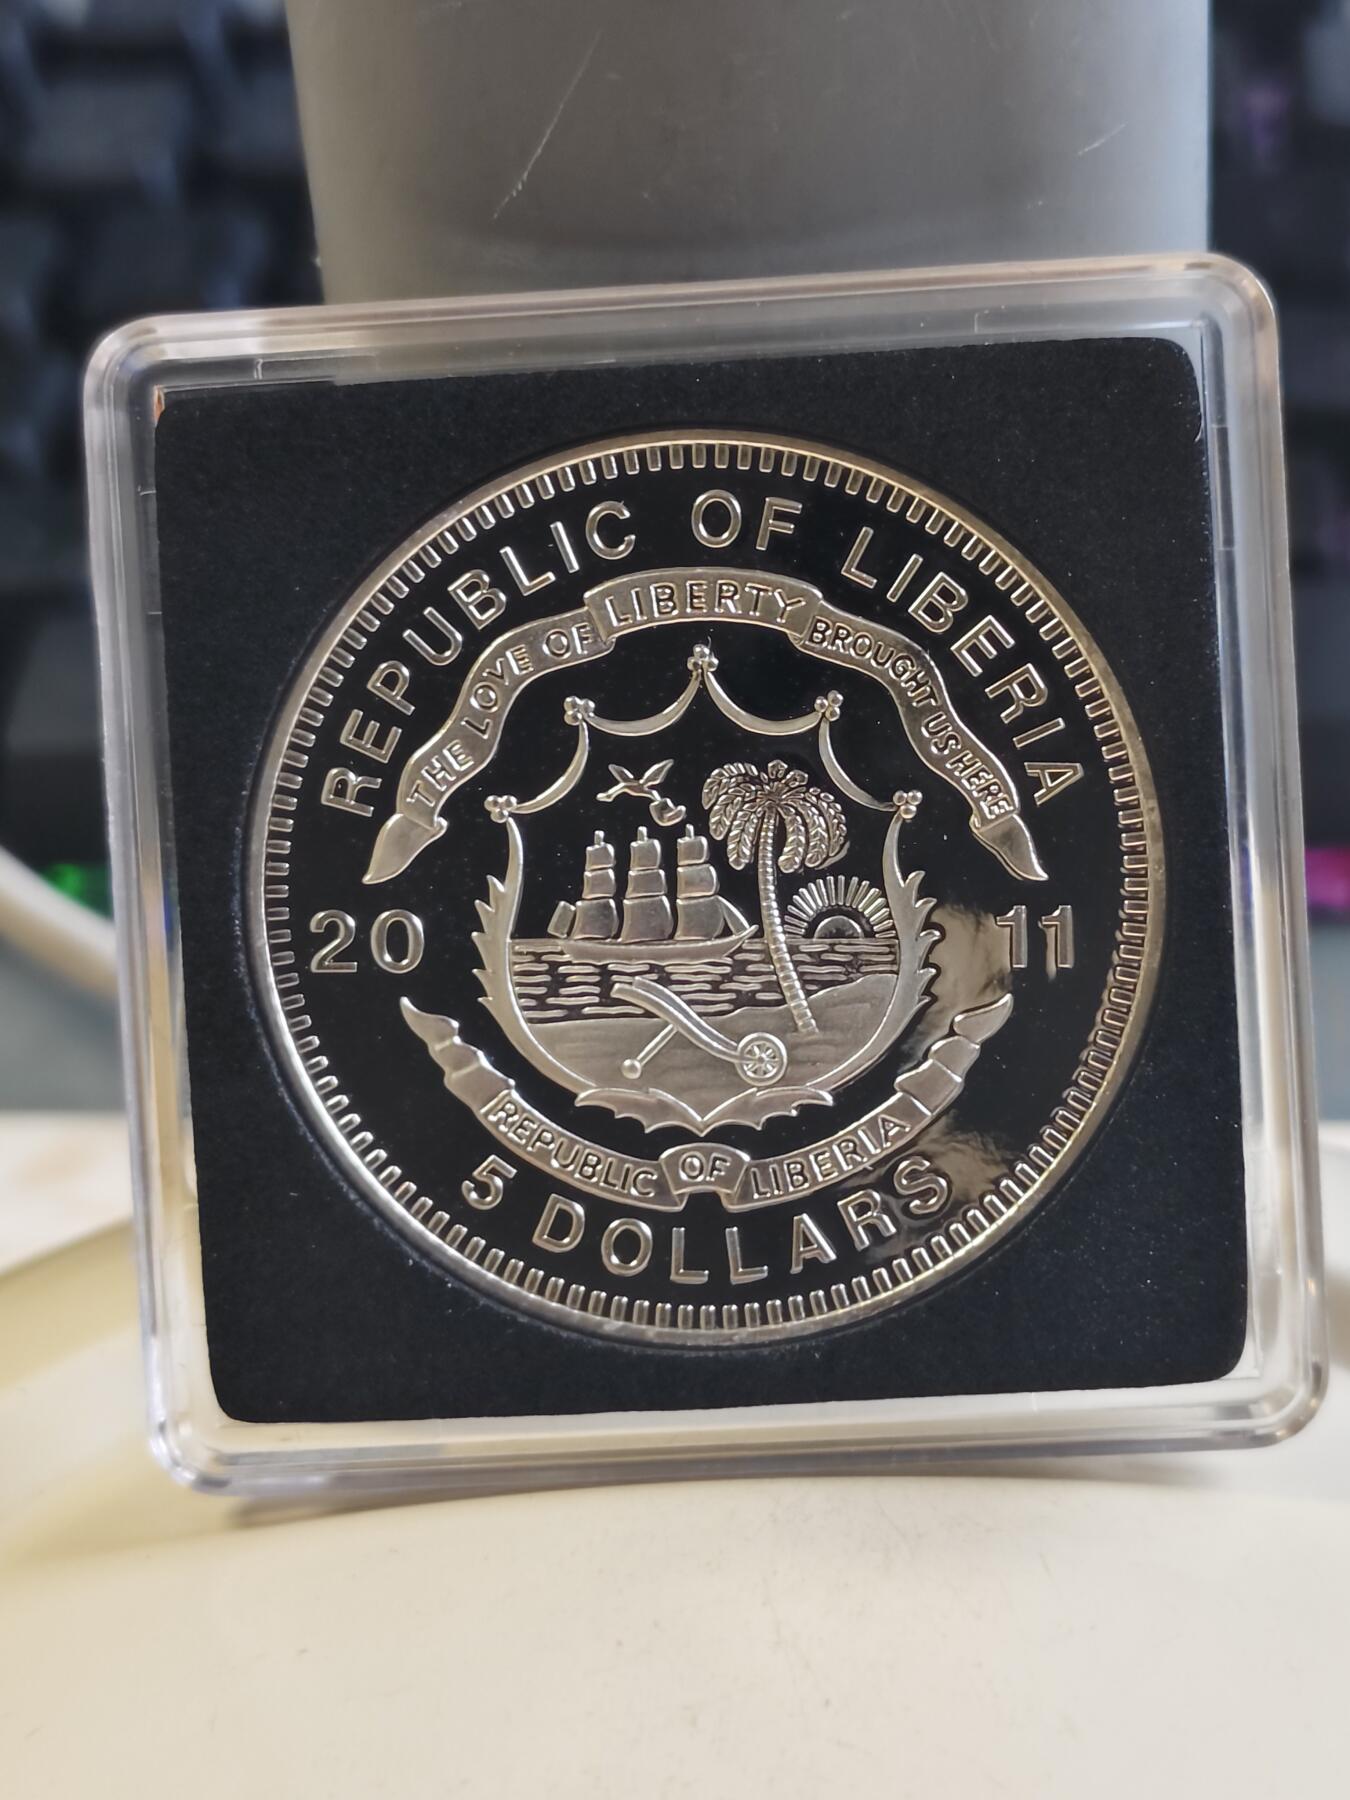 REPUBLIC OF LIBERIA
THE LOVE OF LIBERTY BROUGHT US HERE
20 11
REPUBLIC OF LIBERIA
5 DOLLARS